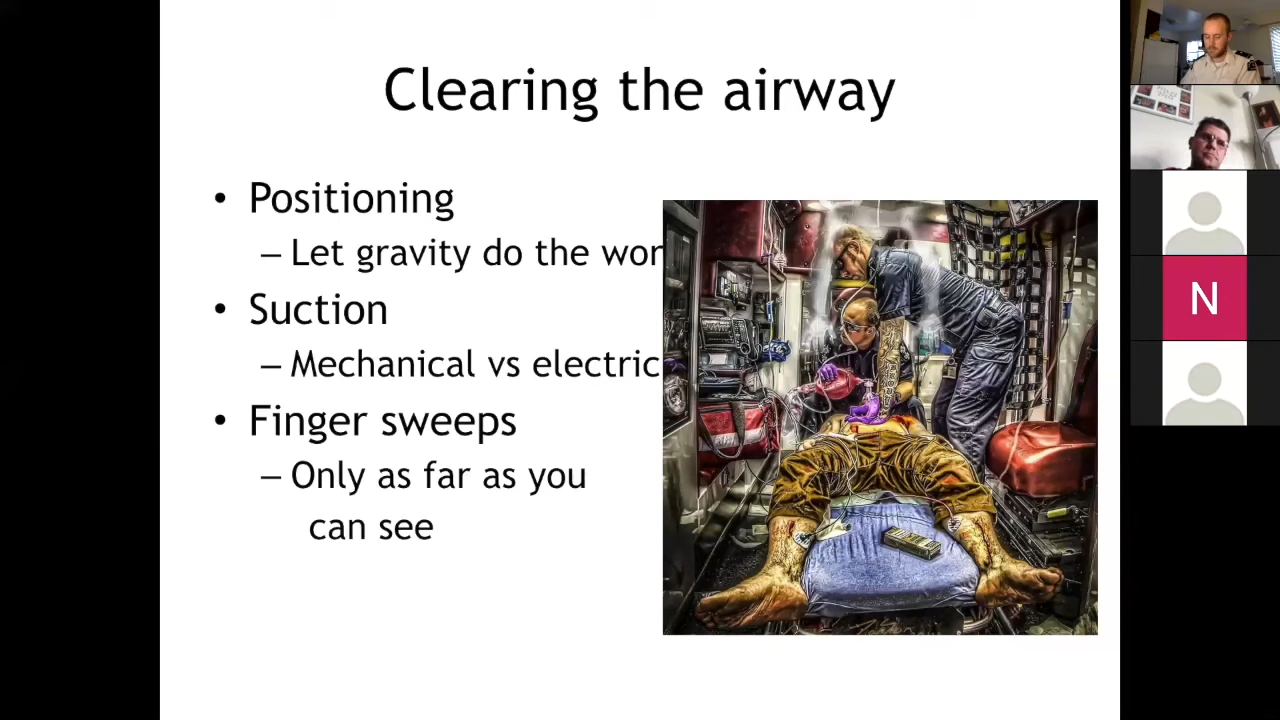 Clearing the airway
• Positioning
– Let gravity do the wor
• Suction
– Mechanical vs electric
• Finger sweeps
– Only as far as you
can see
N